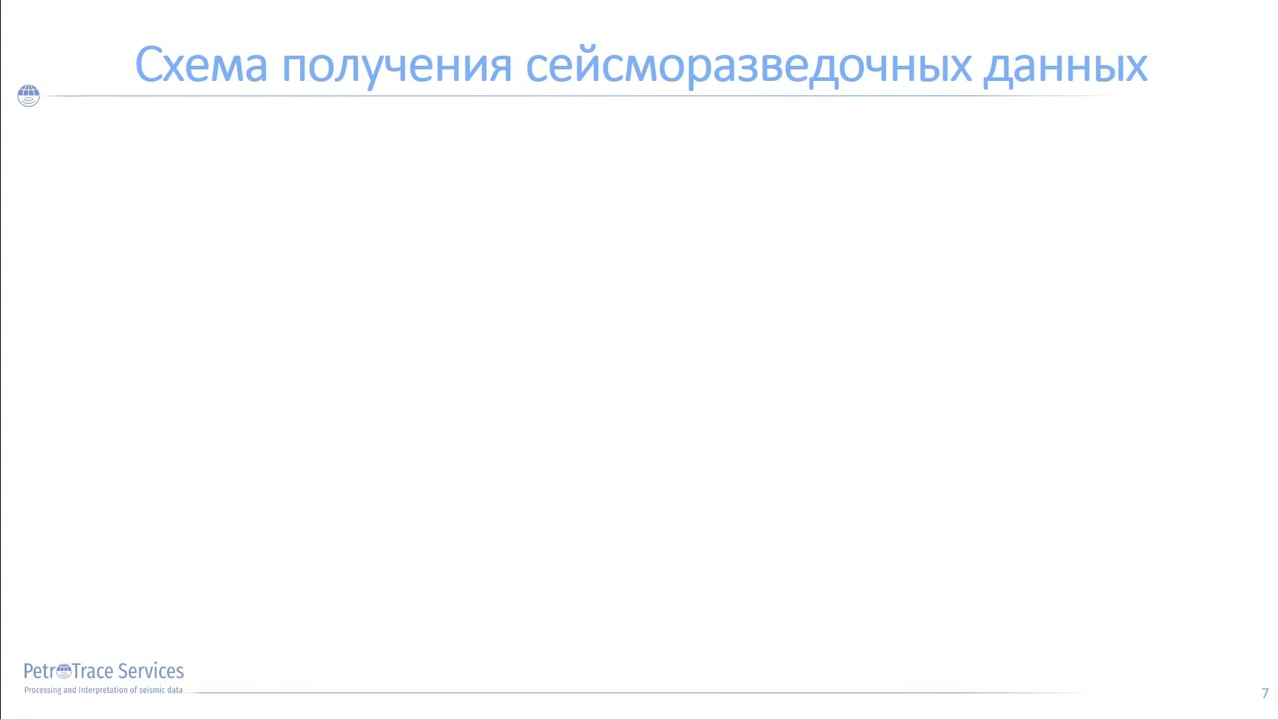 Схема получения сейсморазведочных данных
PetroTrace Services
Processing and Interpretation of seismic data
7